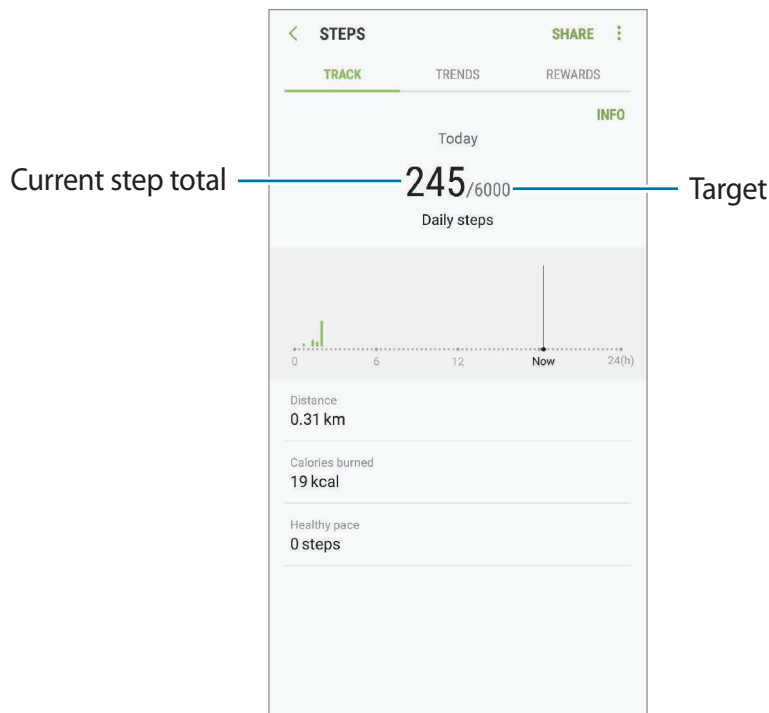 STEPS SHARE
TRACK TRENDS REWARDS
INFO
Today
Current step total 245/6000 Target
Daily steps
0 6 12 Now 24(h)
Distance
0.31 km
Calories burned
19 kcal
Healthy pace
0 steps